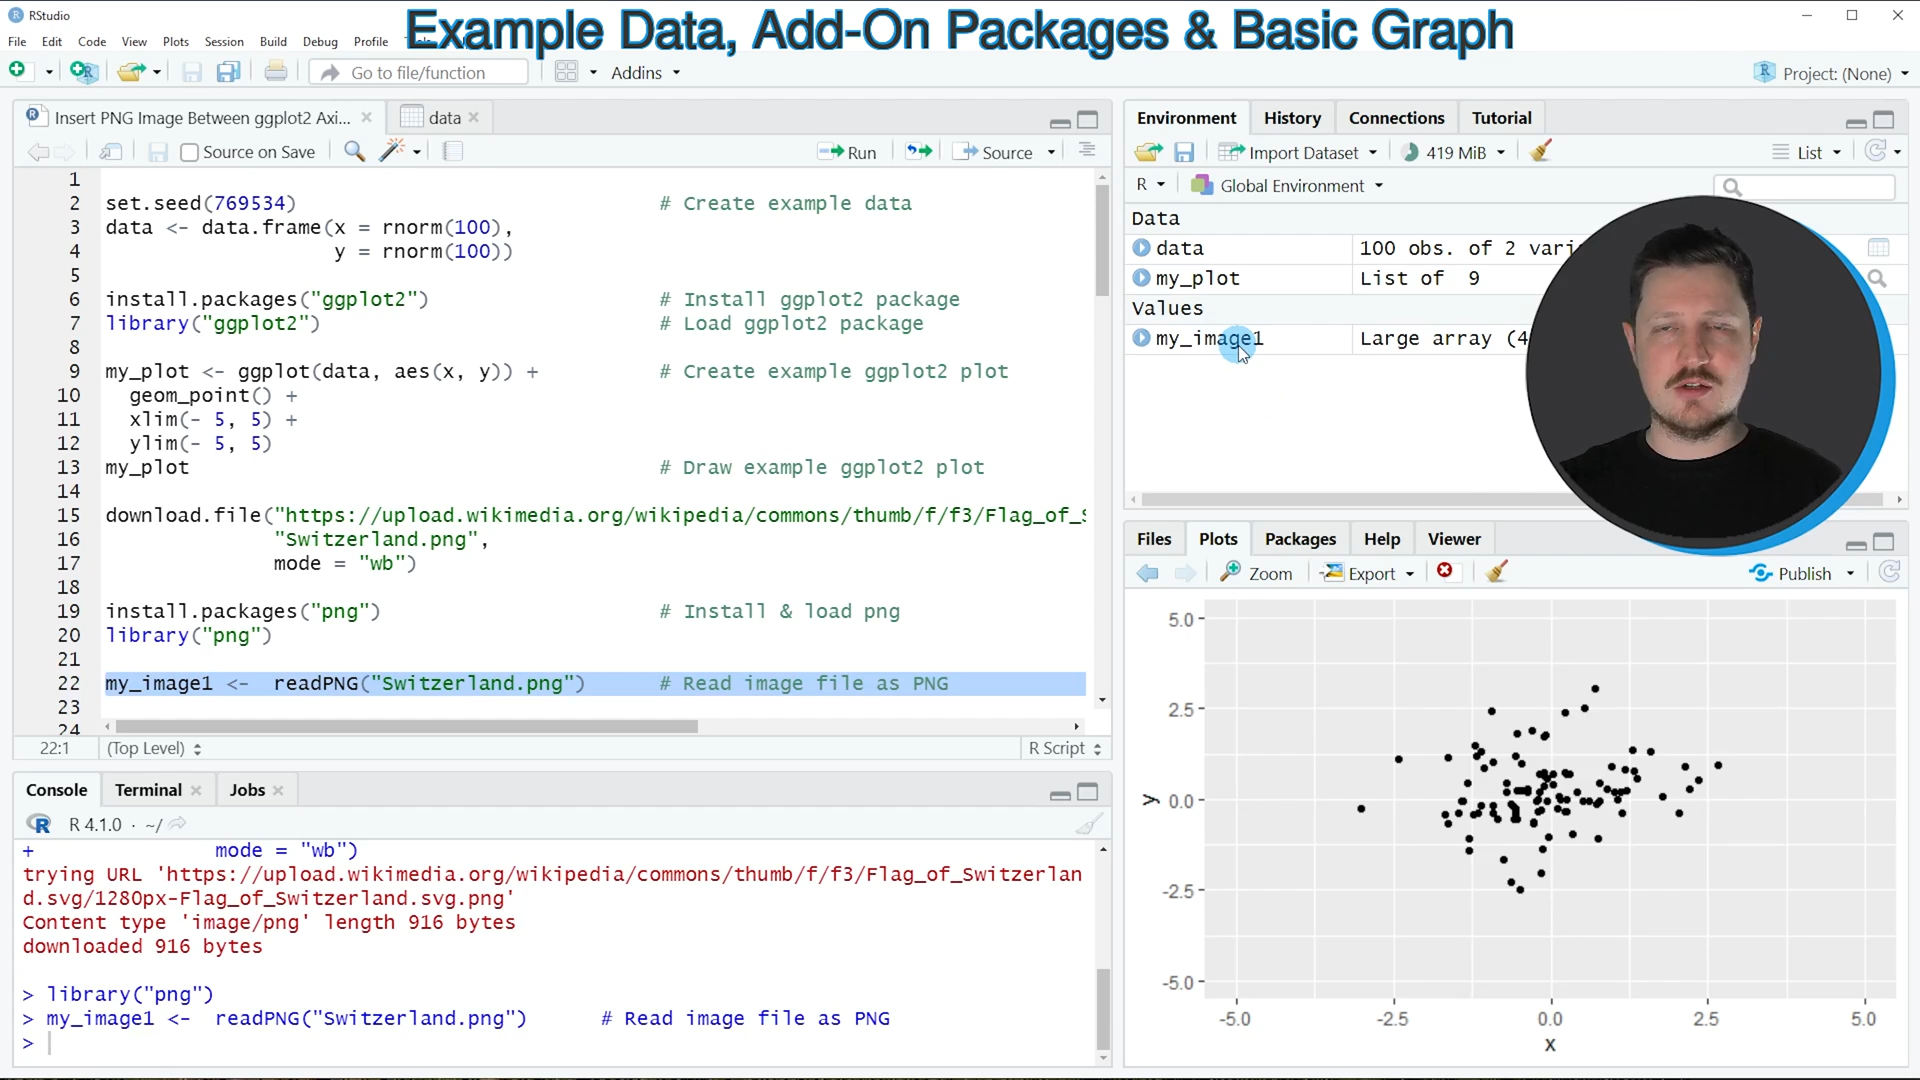 RStudio
Example Data, Add-On Packages & Basic Graph
File Edit Code View Plots Session Build Debug Profile
Go to file/function
Addins
Project: (None)
Insert PNG Image Between ggplot2 Axi...
data
Source on Save
Run
Source
1
2 set.seed(769534) # Create example data
3 data <- data.frame(x = rnorm(100),
4 y = rnorm(100))
5
6 install.packages("ggplot2") # Install ggplot2 package
7 library("ggplot2") # Load ggplot2 package
8
9 my_plot <- ggplot(data, aes(x, y)) + # Create example ggplot2 plot
10 geom_point() +
11 xlim(- 5, 5) +
12 ylim(- 5, 5)
13 my_plot # Draw example ggplot2 plot
14
15 download.file("https://upload.wikimedia.org/wikipedia/commons/thumb/f/f3/Flag_of_S
16 "Switzerland.png",
17 mode = "wb")
18
19 install.packages("png") # Install & load png
20 library("png")
21
22 my_image1 <- readPNG("Switzerland.png") # Read image file as PNG
23
24
22:1 (Top Level) R Script
Console Terminal Jobs
R 4.1.0 · ~/
+ mode = "wb")
trying URL 'https://upload.wikimedia.org/wikipedia/commons/thumb/f/f3/Flag_of_Switzerlan
d.svg/1280px-Flag_of_Switzerland.svg.png'
Content type 'image/png' length 916 bytes
downloaded 916 bytes
> library("png")
> my_image1 <- readPNG("Switzerland.png") # Read image file as PNG
>
Environment History Connections Tutorial
Import Dataset
419 MiB
List
R
Global Environment
Data
data 100 obs. of 2 vari
my_plot List of 9
Values
my_image1 Large array (4
Files Plots Packages Help Viewer
Zoom
Export
Publish
5.0
2.5
0.0
-2.5
-5.0
y
-5.0 -2.5 0.0 2.5 5.0
x